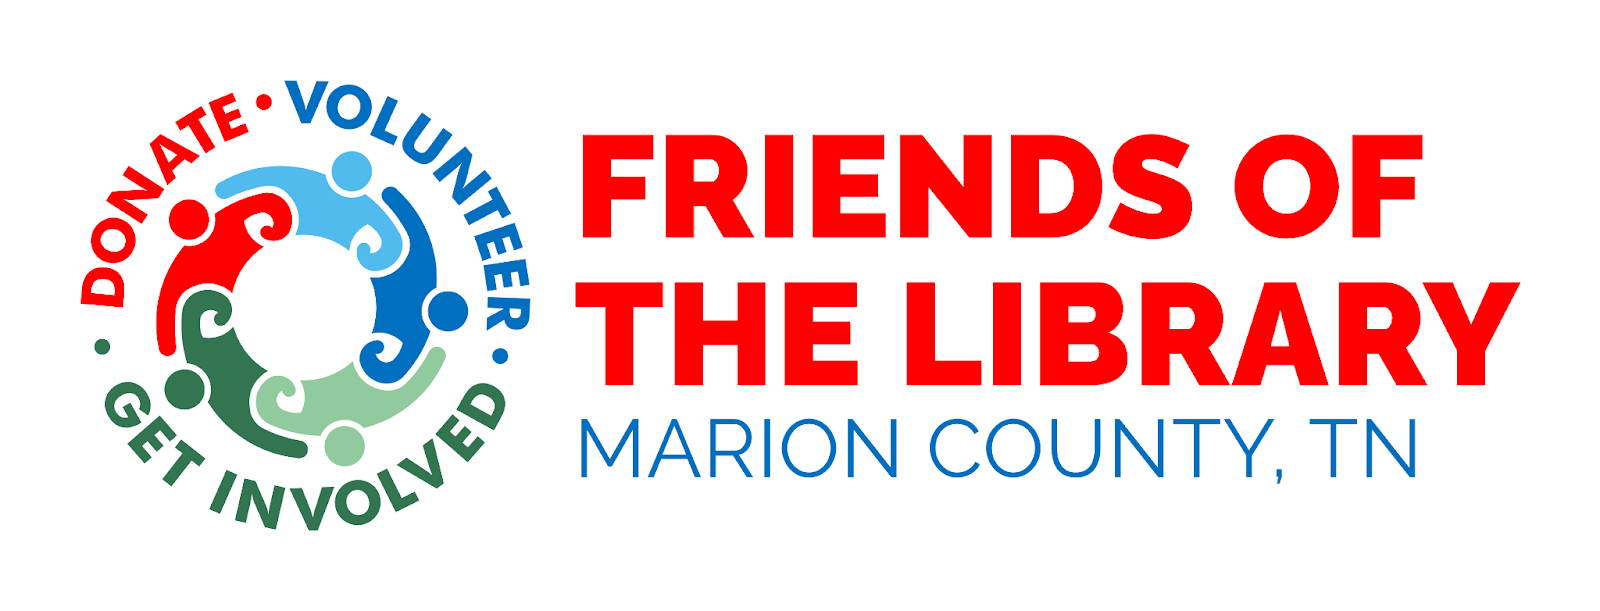 DONATE • VOLUNTEER • GET INVOLVED •
FRIENDS OF
THE LIBRARY
MARION COUNTY, TN